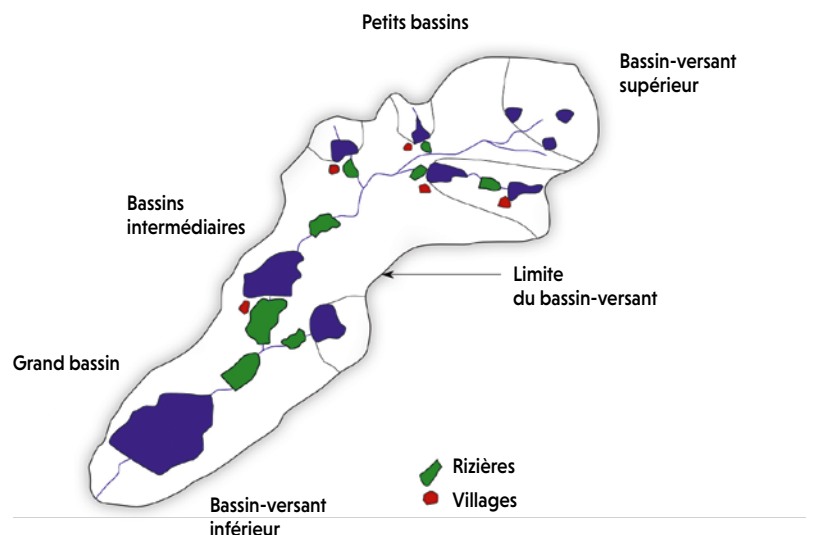 Petits bassins
Bassin-versant
supérieur
Bassins
intermédiaires
Limite
du bassin-versant
Grand bassin
Rizières
Villages
Bassin-versant
inférieur